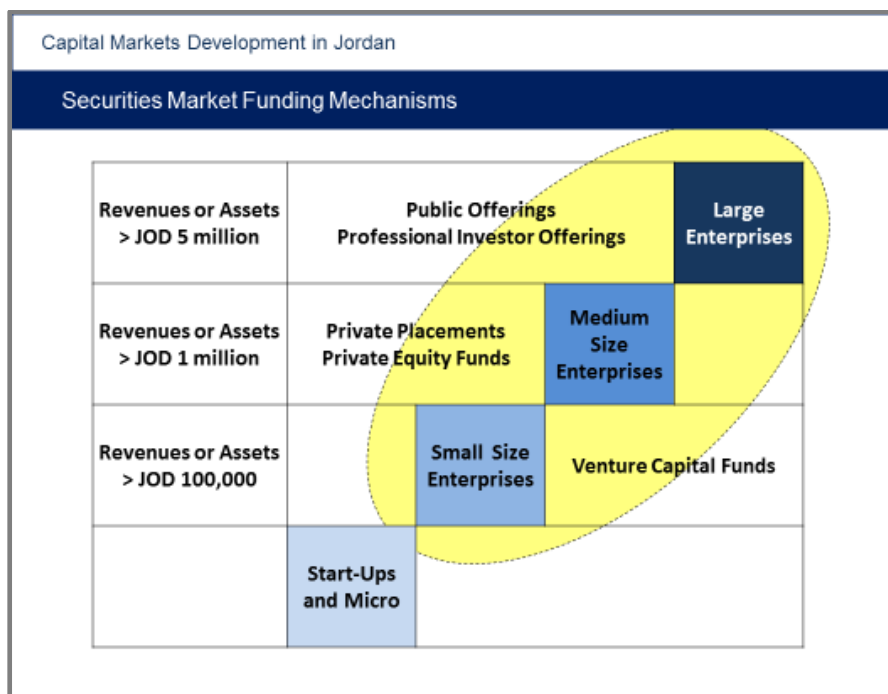 Capital Markets Development in Jordan
Securities Market Funding Mechanisms
Revenues or Assets
> JOD 5 million
Public Offerings
Professional Investor Offerings
Large
Enterprises
Revenues or Assets
> JOD 1 million
Private Placements
Private Equity Funds
Medium
Size
Enterprises
Revenues or Assets
> JOD 100,000
Small Size
Enterprises
Venture Capital Funds
Start-Ups
and Micro